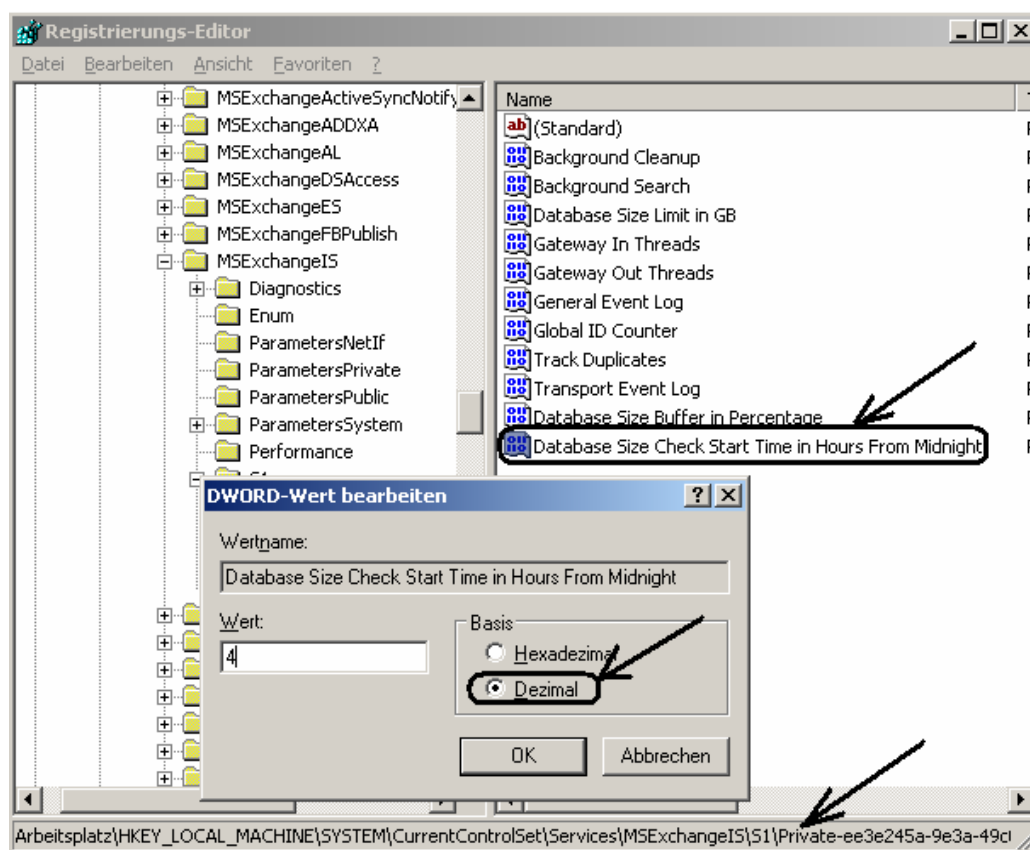 Registrierungs-Editor
Datei Bearbeiten Ansicht Favoriten ?
MSExchangeActiveSyncNotify
MSExchangeADDXA
MSExchangeAL
MSExchangeDSAccess
MSExchangeES
MSExchangeFBPublish
MSExchangeIS
Diagnostics
Enum
ParametersNetIf
ParametersPrivate
ParametersPublic
ParametersSystem
Performance
Name
(Standard)
Background Cleanup
Background Search
Database Size Limit in GB
Gateway In Threads
Gateway Out Threads
General Event Log
Global ID Counter
Track Duplicates
Transport Event Log
Database Size Buffer in Percentage
Database Size Check Start Time in Hours From Midnight
DWORD-Wert bearbeiten
Wertname:
Database Size Check Start Time in Hours From Midnight
Wert:
4
Basis
Hexadezimal
Dezimal
OK Abbrechen
Arbeitsplatz\HKEY_LOCAL_MACHINE\SYSTEM\CurrentControlSet\Services\MSExchangeIS\S1\Private-ee3e245a-9e3a-49c